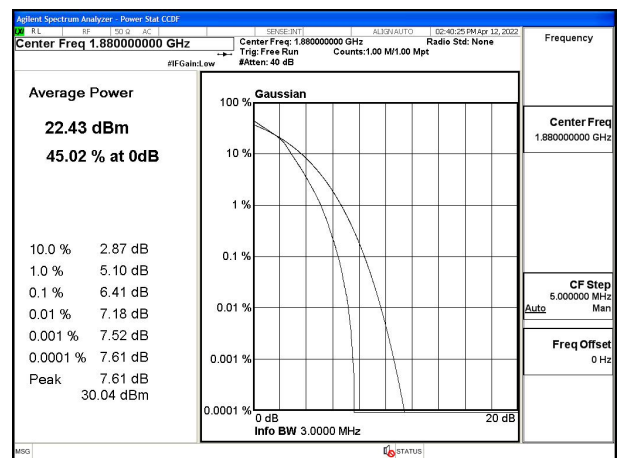 Agilent Spectrum Analyzer - Power Stat CCDF
LXI RL RF 50 Ω AC SENSE:INT ALIGN AUTO 02:40:25 PM Apr 12, 2022
Center Freq 1.880000000 GHz
Center Freq: 1.880000000 GHz Radio Std: None
Trig: Free Run Counts:1.00 M/1.00 Mpt
#IFGain:Low #Atten: 40 dB
Frequency
Average Power
22.43 dBm
45.02 % at 0dB
10.0 % 2.87 dB
1.0 % 5.10 dB
0.1 % 6.41 dB
0.01 % 7.18 dB
0.001 % 7.52 dB
0.0001 % 7.61 dB
Peak 7.61 dB
30.04 dBm
Gaussian
100 %
10 %
1 %
0.1 %
0.01 %
0.001 %
0.0001 %
0 dB 20 dB
Info BW 3.0000 MHz
Center Freq
1.880000000 GHz
CF Step
5.000000 MHz
Auto Man
Freq Offset
0 Hz
MSG STATUS